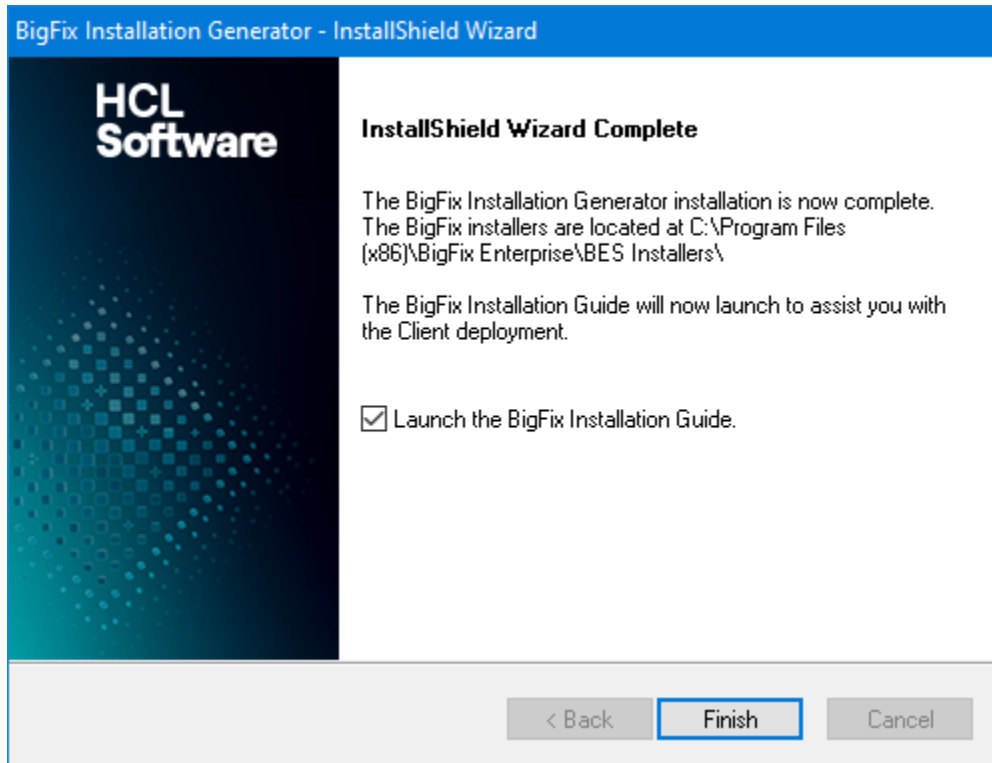 BigFix Installation Generator - InstallShield Wizard
HCL
Software
InstallShield Wizard Complete
The BigFix Installation Generator installation is now complete.
The BigFix installers are located at C:\Program Files
(x86)\BigFix Enterprise\BES Installers\
The BigFix Installation Guide will now launch to assist you with
the Client deployment.
Launch the BigFix Installation Guide.
< Back
Finish
Cancel